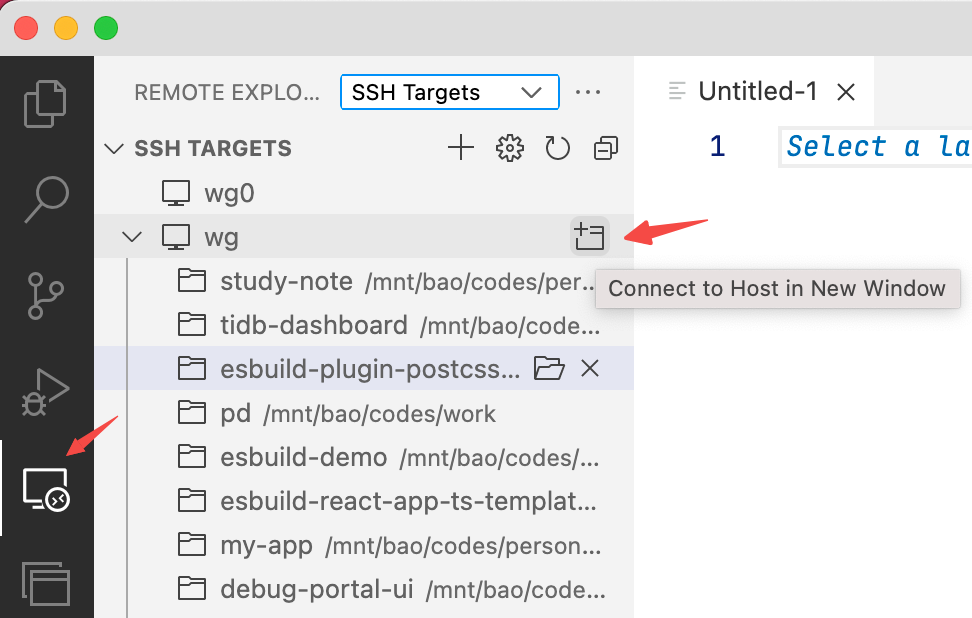 REMOTE EXPLO... SSH Targets
Untitled-1
SSH TARGETS
1 Select a la
wg0
wg
study-note /mnt/bao/codes/per...
Connect to Host in New Window
tidb-dashboard /mnt/bao/code...
esbuild-plugin-postcss...
pd /mnt/bao/codes/work
esbuild-demo /mnt/bao/codes/...
esbuild-react-app-ts-templat...
my-app /mnt/bao/codes/person...
debug-portal-ui /mnt/bao/code...